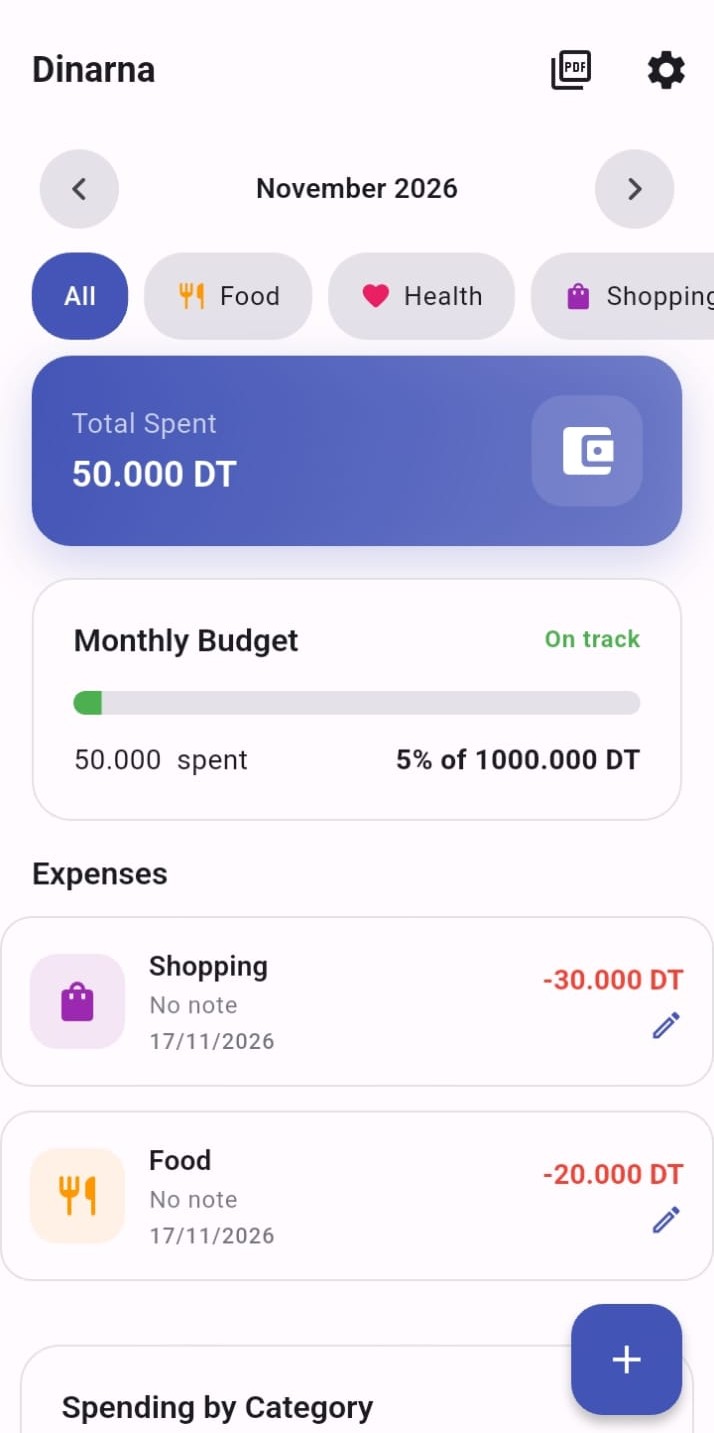 Dinarna
PDF
November 2026
All
Food
Health
Shopping
Total Spent
50.000 DT
Monthly Budget
On track
50.000 spent
5% of 1000.000 DT
Expenses
Shopping
-30.000 DT
No note
17/11/2026
Food
-20.000 DT
No note
17/11/2026
Spending by Category